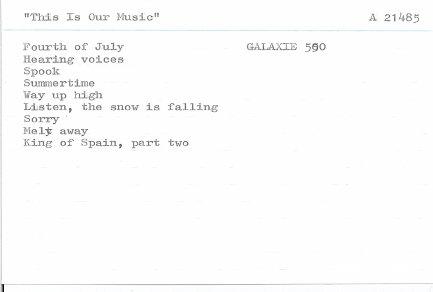 "This Is Our Music" A 21485
Fourth of July GALAXIE 500
Hearing voices
Spook
Summertime
Way up high
Listen, the snow is falling
Sorry
Melt away
King of Spain, part two